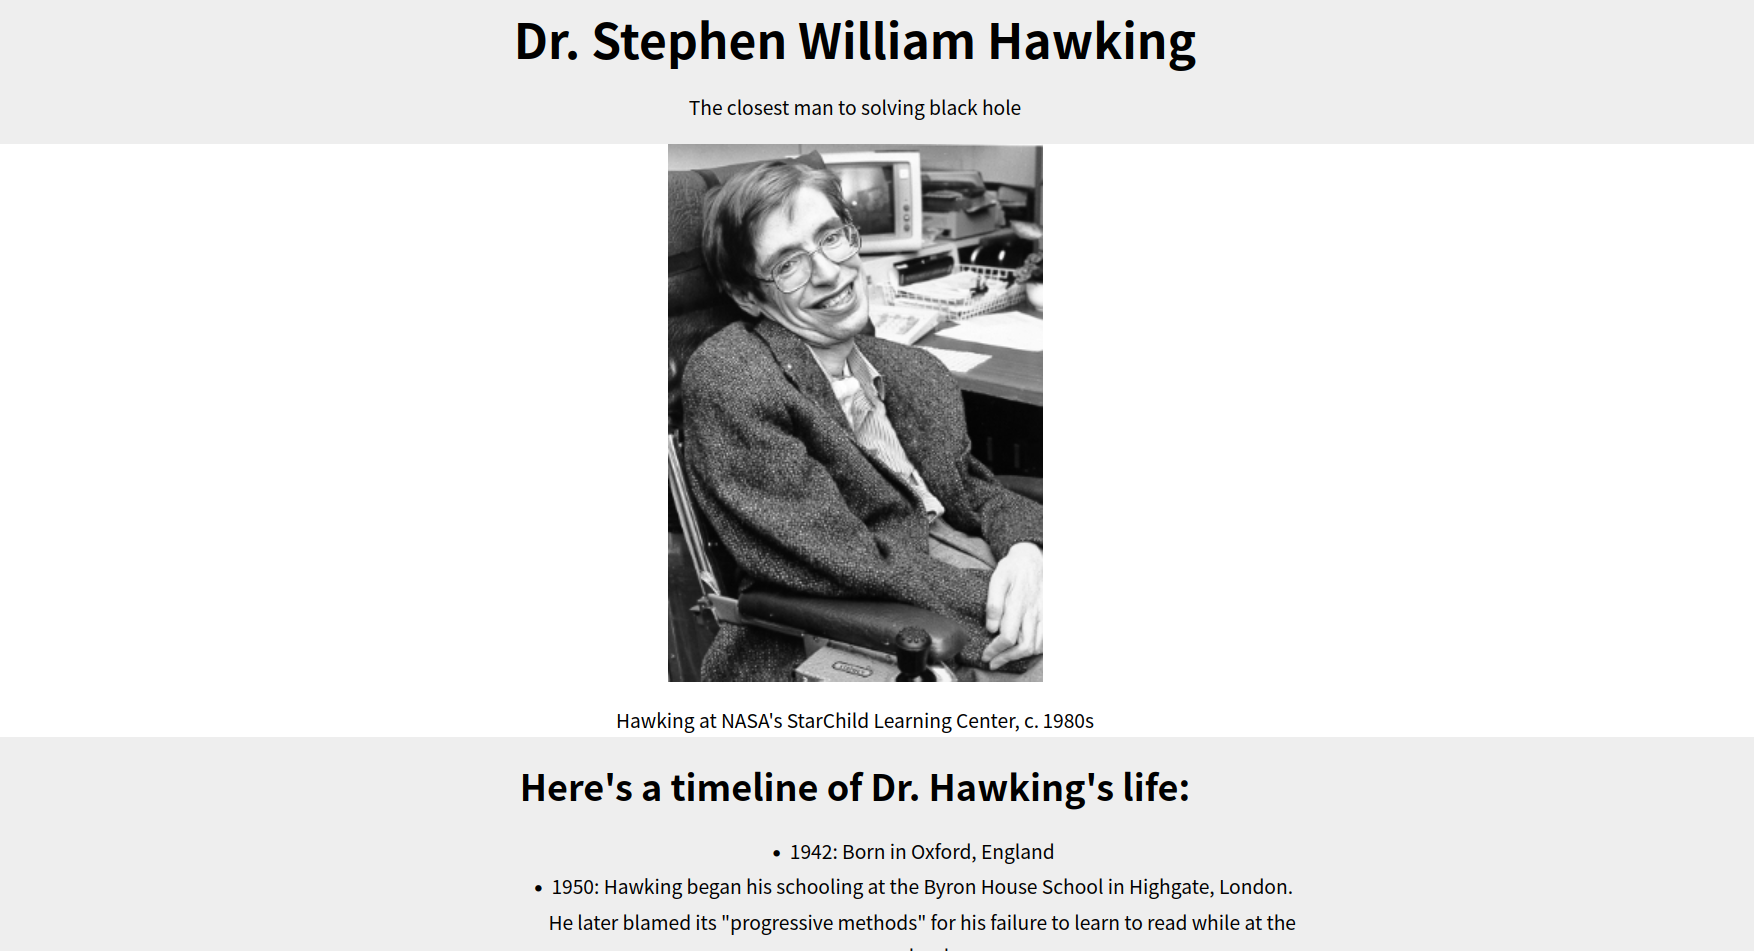 Dr. Stephen William Hawking
The closest man to solving black hole
Hawking at NASA's StarChild Learning Center, c. 1980s
Here's a timeline of Dr. Hawking's life:
• 1942: Born in Oxford, England
• 1950: Hawking began his schooling at the Byron House School in Highgate, London.
He later blamed its "progressive methods" for his failure to learn to read while at the